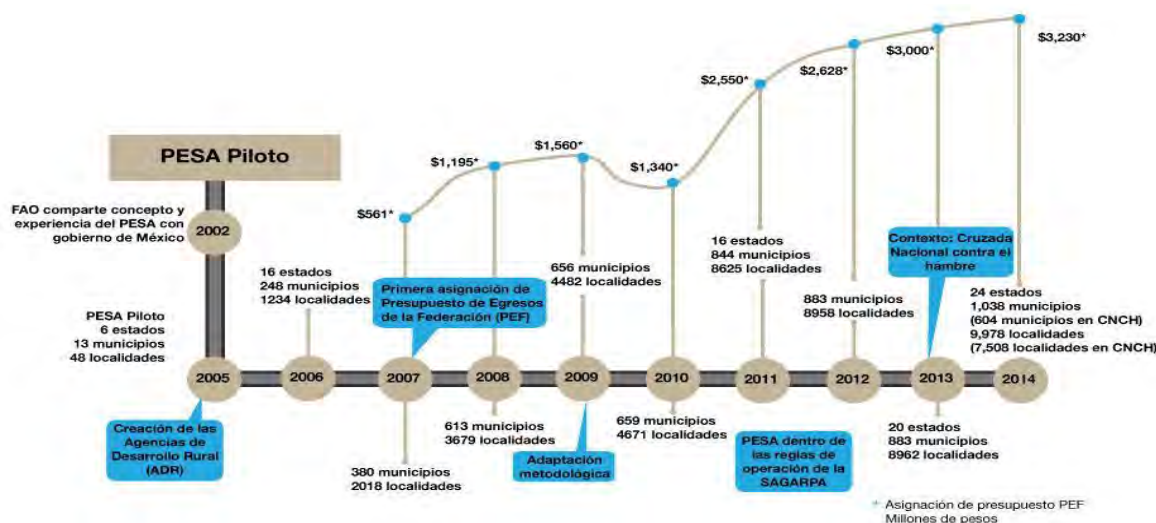 PESA Piloto
FAO comparte concepto y
experiencia del PESA con
gobierno de México
2002
PESA Piloto
6 estados
13 municipios
48 localidades
2005
Creación de las
Agencias de
Desarrollo Rural
(ADR)
16 estados
248 municipios
1234 localidades
2006
$561*
Primera asignación de
Presupuesto de Egresos
de la Federación (PEF)
2007
380 municipios
2018 localidades
$1,195*
2008
613 municipios
3679 localidades
$1,560*
656 municipios
4482 localidades
2009
Adaptación
metodológica
$1,340*
2010
659 municipios
4671 localidades
$2,550*
16 estados
844 municipios
8625 localidades
2011
PESA dentro de
las reglas de
operación de la
SAGARPA
$2,628*
883 municipios
8958 localidades
2012
$3,000*
Contexto: Cruzada
Nacional contra el
hambre
2013
20 estados
883 municipios
8962 localidades
$3,230*
24 estados
1,038 municipios
(604 municipios en CNCH)
9,978 localidades
(7,508 localidades en CNCH)
2014
* Asignación de presupuesto PEF
Millones de pesos